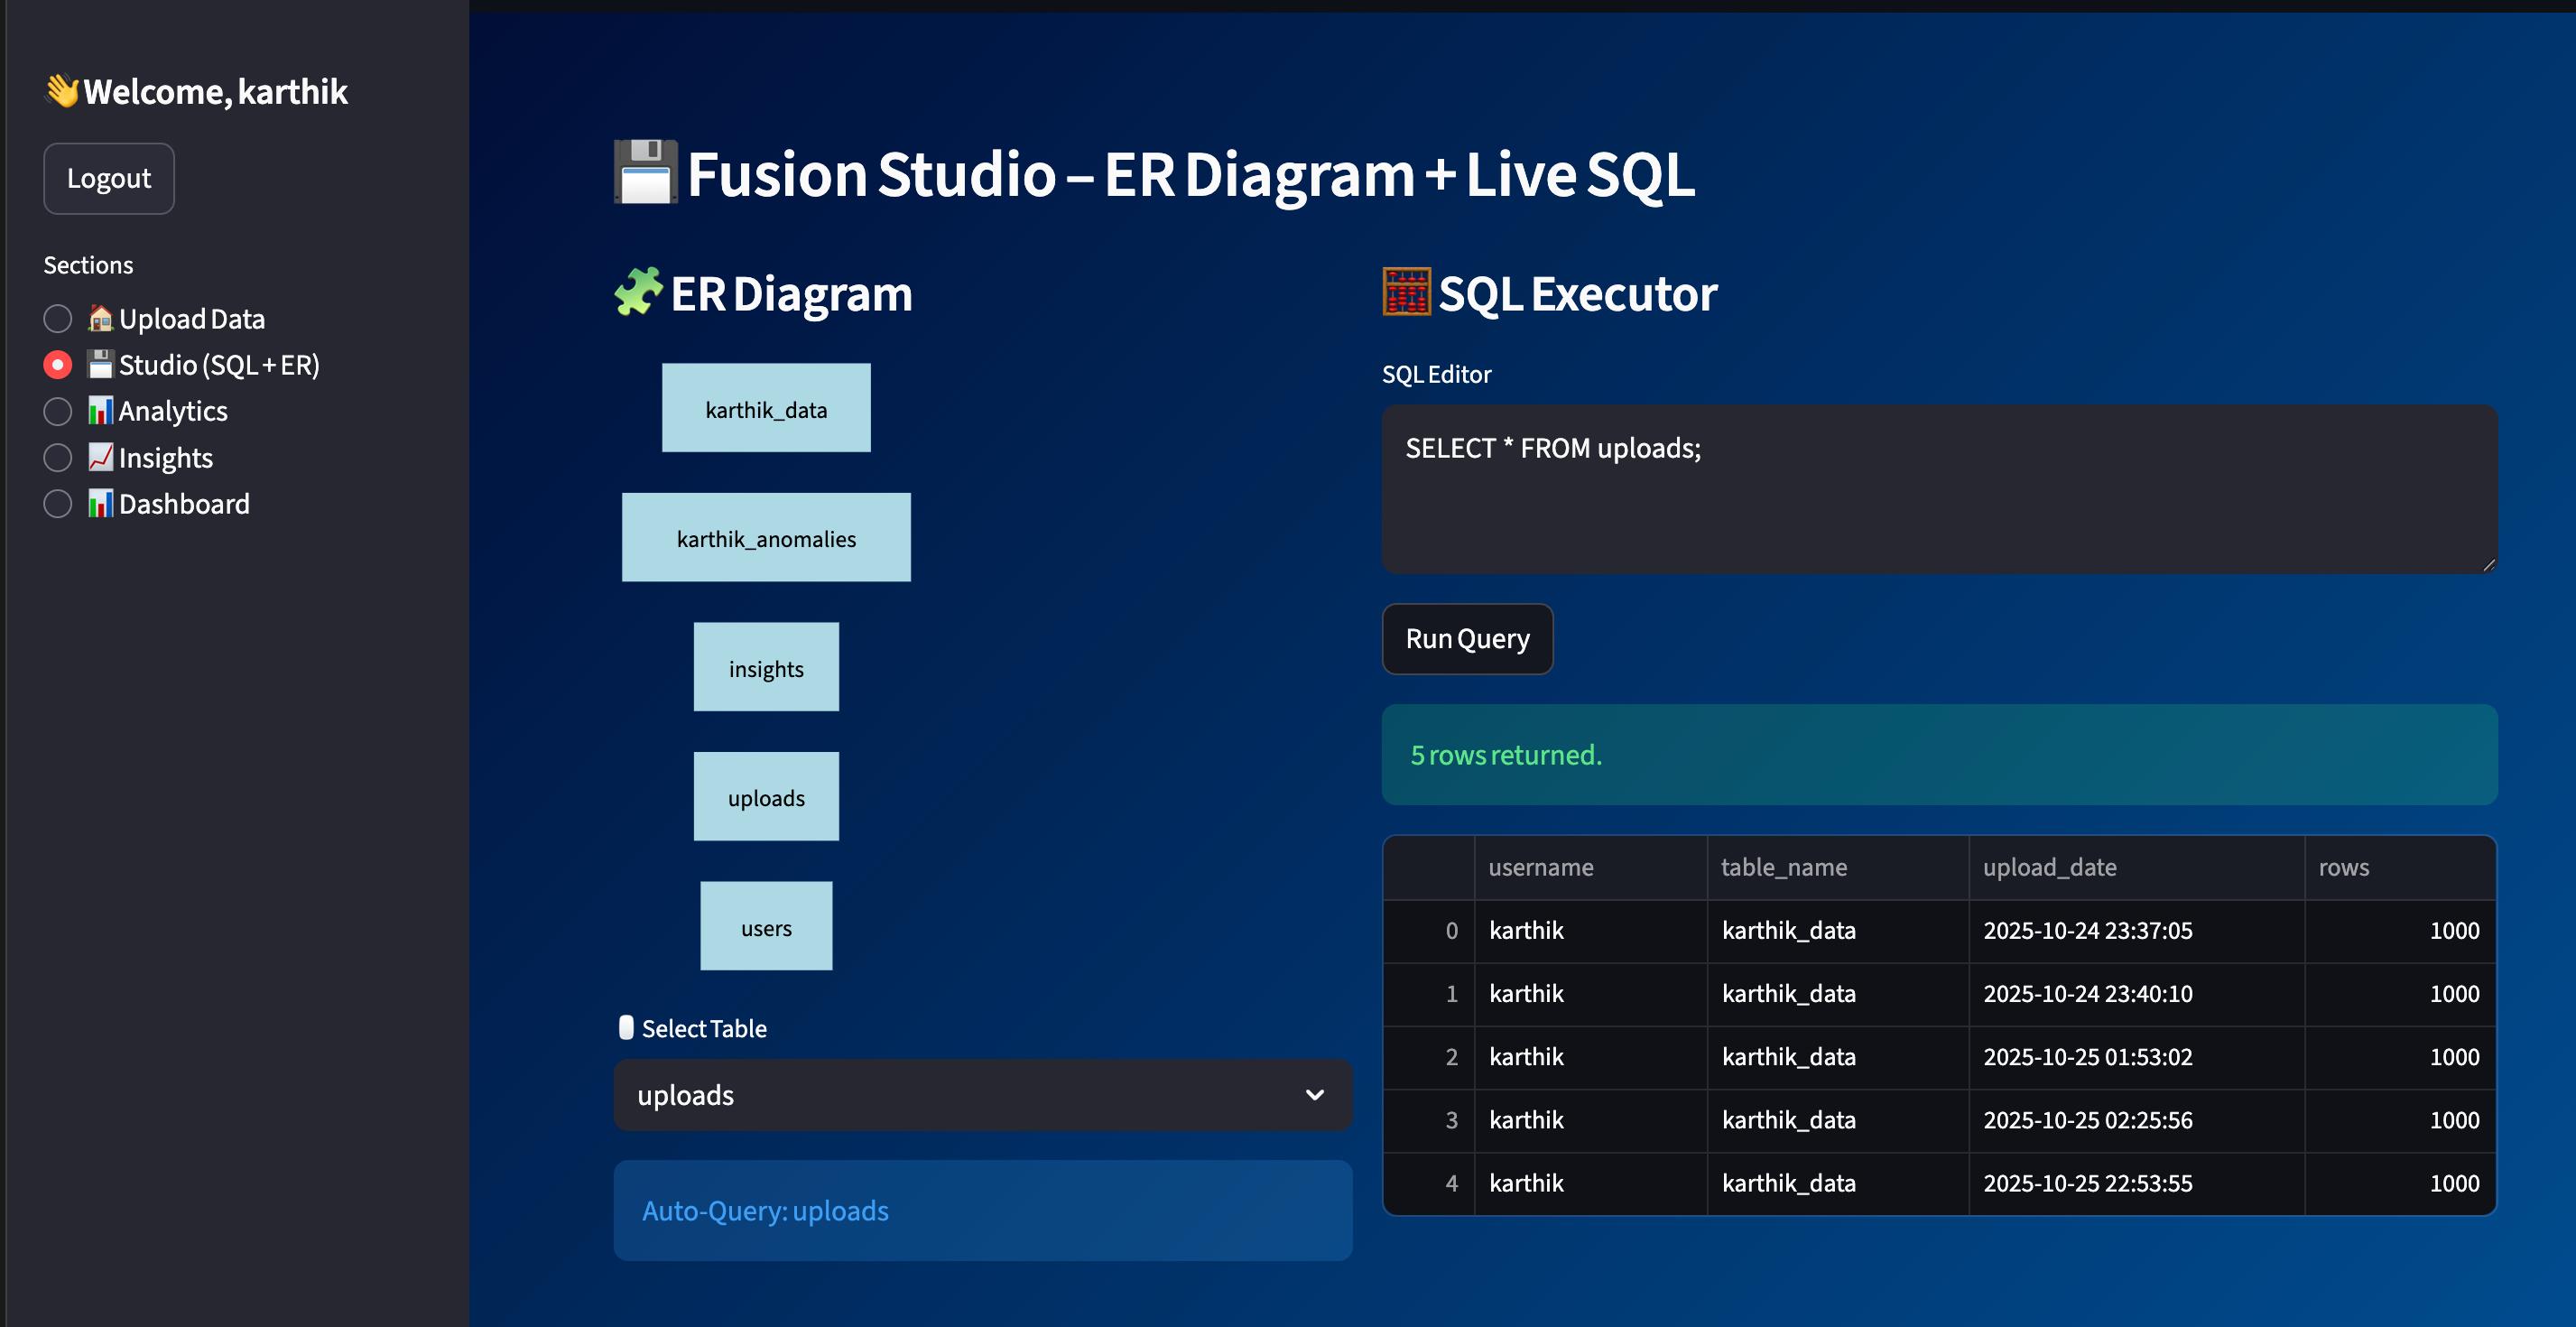 👋 Welcome, karthik
Logout
Sections
🏠 Upload Data
💾 Studio (SQL + ER)
📊 Analytics
📈 Insights
📊 Dashboard
💾 Fusion Studio – ER Diagram + Live SQL
🧩 ER Diagram
karthik_data
karthik_anomalies
insights
uploads
users
Select Table
uploads
Auto-Query: uploads
🧮 SQL Executor
SQL Editor
SELECT * FROM uploads;
Run Query
5 rows returned.
username table_name upload_date rows
0 karthik karthik_data 2025-10-24 23:37:05 1000
1 karthik karthik_data 2025-10-24 23:40:10 1000
2 karthik karthik_data 2025-10-25 01:53:02 1000
3 karthik karthik_data 2025-10-25 02:25:56 1000
4 karthik karthik_data 2025-10-25 22:53:55 1000